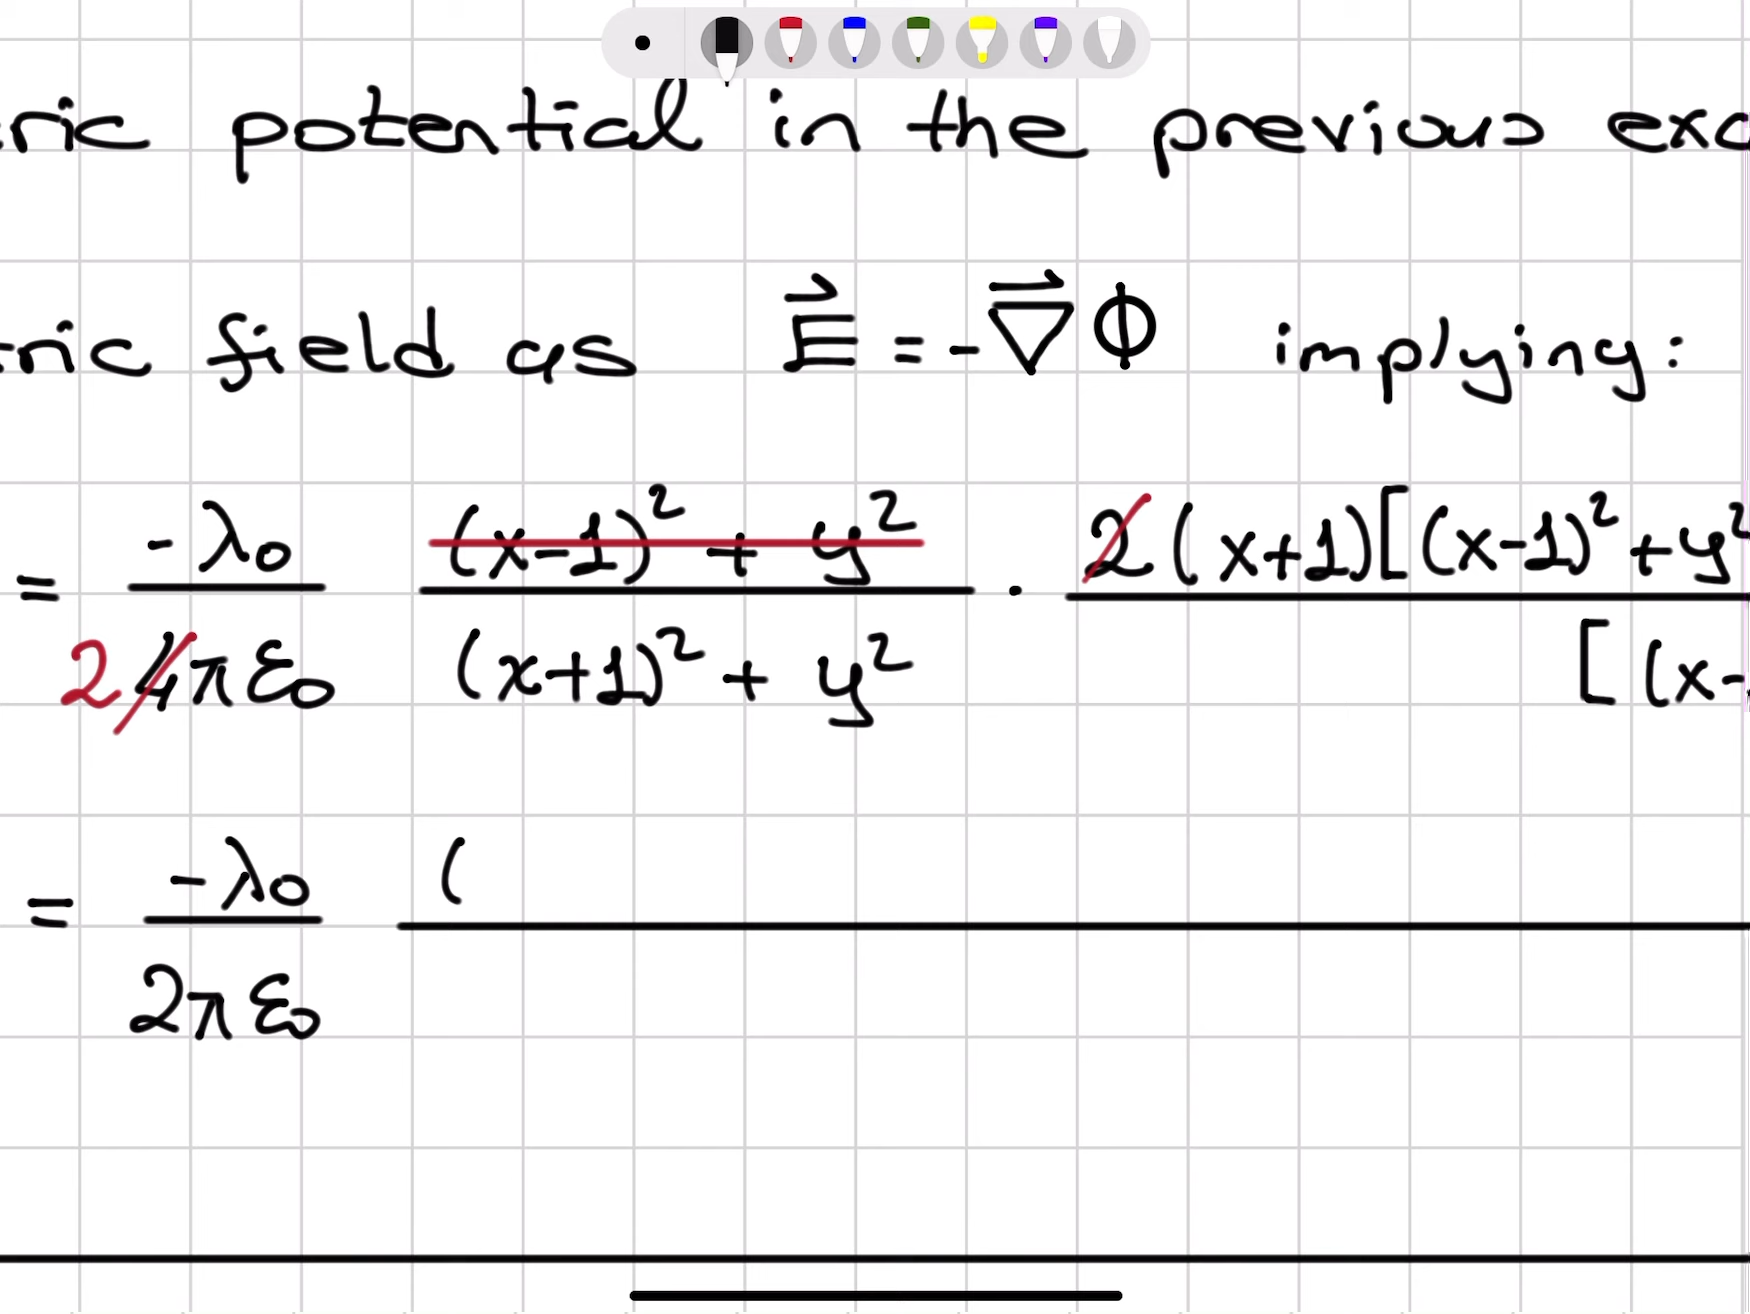 ric potential in the previous exa
ric field as E⃗ = -∇⃗Φ implying:
= -λ₀ / 2 4πε₀ (x-1)² + y² / (x+1)² + y² · 2(x+1)[(x-1)² + y² / [(x-
= -λ₀ / 2πε₀ (